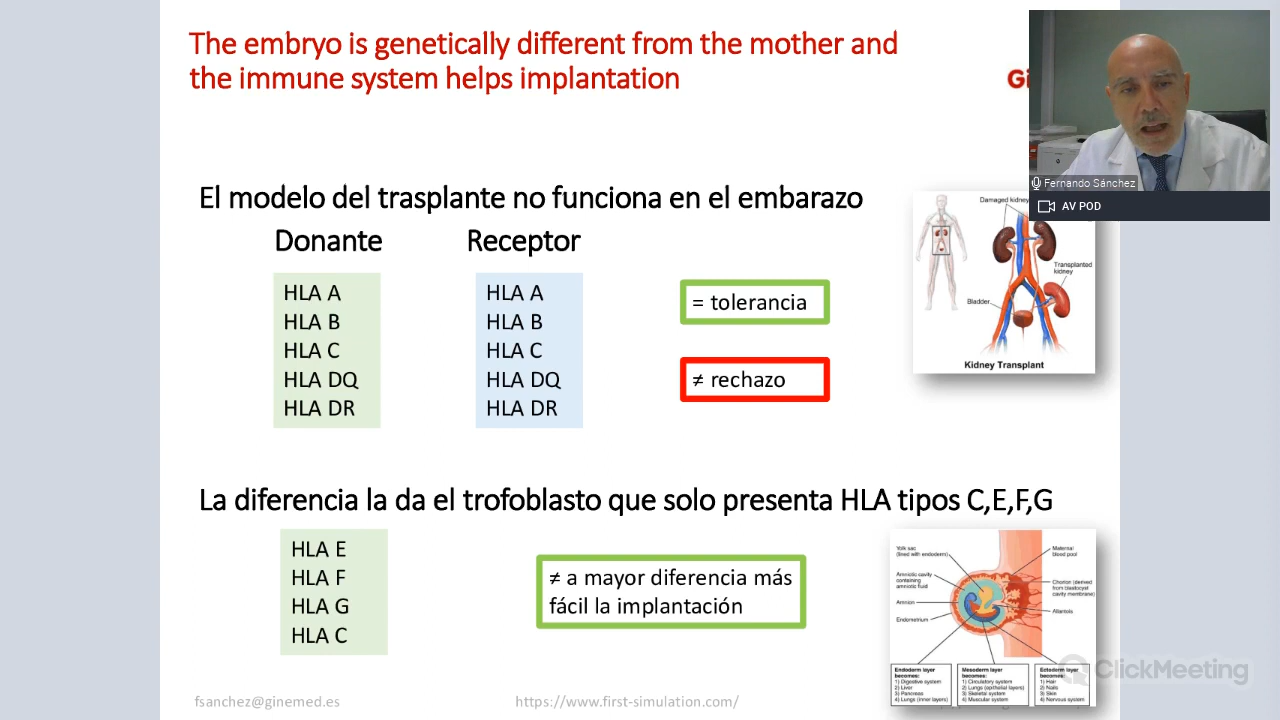 The embryo is genetically different from the mother and
the immune system helps implantation
Gi
Fernando Sánchez
AV POD
El modelo del trasplante no funciona en el embarazo
Donante
Receptor
HLA A
HLA B
HLA C
HLA DQ
HLA DR
HLA A
HLA B
HLA C
HLA DQ
HLA DR
= tolerancia
≠ rechazo
Damaged kidney
Transplanted
kidney
Bladder
Kidney Transplant
La diferencia la da el trofoblasto que solo presenta HLA tipos C,E,F,G
HLA E
HLA F
HLA G
HLA C
≠ a mayor diferencia más
fácil la implantación
Yolk sac
(lined with endoderm)
Amniotic cavity
containing
amniotic fluid
Amnion
Endometrium
Maternal
blood pool
Chorion (derived
from blastocyst
cavity membrane)
Allantois
Endoderm layer
becomes:
1) Digestive system
2) Liver
3) Pancreas
4) Lungs (inner layers)
Mesoderm layer
becomes:
1) Circulatory system
2) Lungs (epithelial layers)
3) Skeletal system
4) Muscular system
Ectoderm layer
becomes:
1) Hair
2) Nails
3) Skin
4) Nervous system
ClickMeeting
fsanchez@ginemed.es
https://www.first-simulation.com/